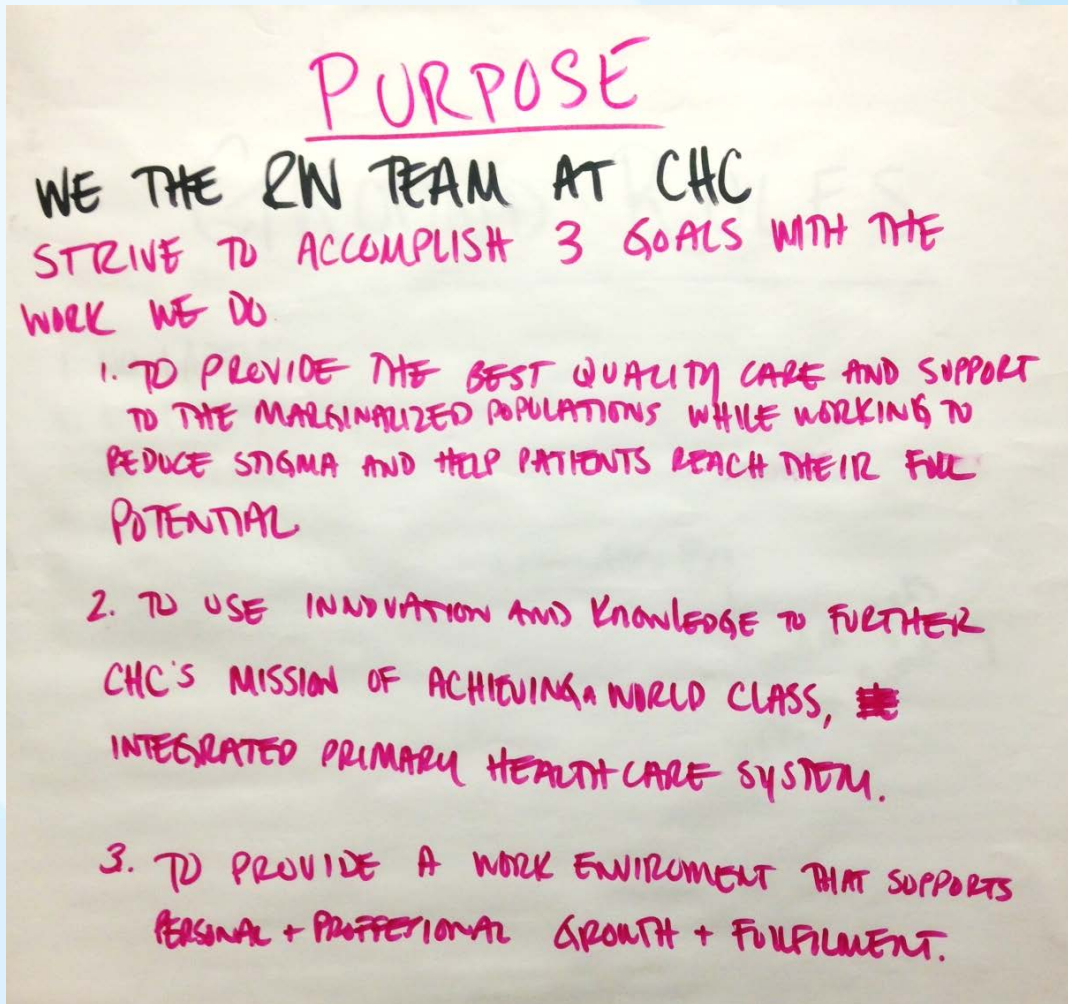 PURPOSE
WE THE RN TEAM AT CHC
STRIVE TO ACCOMPLISH 3 GOALS WITH THE
WORK WE DO
1. TO PROVIDE THE BEST QUALITY CARE AND SUPPORT
TO THE MARGINALIZED POPULATIONS WHILE WORKING TO
REDUCE STIGMA AND HELP PATIENTS REACH THEIR FULL
POTENTIAL
2. TO USE INNOVATION AND KNOWLEDGE TO FURTHER
CHC'S MISSION OF ACHIEVING A WORLD CLASS,
INTEGRATED PRIMARY HEALTH CARE SYSTEM.
3. TO PROVIDE A WORK ENVIROMENT THAT SUPPORTS
PERSONAL + PROFFESIONAL GROWTH + FULFILMENT.